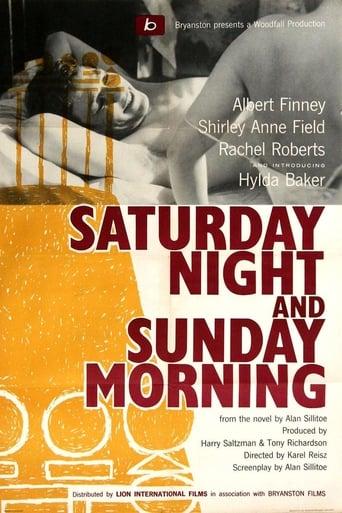 b
Bryanston presents a Woodfall Production
Albert Finney
Shirley Anne Field
Rachel Roberts
AND INTRODUCING
Hylda Baker
SATURDAY
NIGHT
AND
SUNDAY
MORNING
from the novel by Alan Sillitoe
Produced by
Harry Saltzman & Tony Richardson
Directed by Karel Reisz
Screenplay by Alan Sillitoe
Distributed by LION INTERNATIONAL FILMS in association with BRYANSTON FILMS